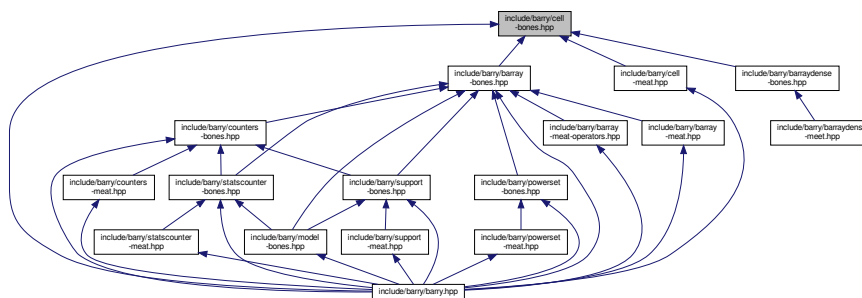 include/barry/cell
-bones.hpp
include/barry/barray
-bones.hpp
include/barry/cell
-meat.hpp
include/barry/barraydense
-bones.hpp
include/barry/counters
-bones.hpp
include/barry/barray
-meat-operators.hpp
include/barry/barray
-meat.hpp
include/barry/barraydense
-meet.hpp
include/barry/counters
-meat.hpp
include/barry/statscounter
-bones.hpp
include/barry/support
-bones.hpp
include/barry/powerset
-bones.hpp
include/barry/statscounter
-meat.hpp
include/barry/model
-bones.hpp
include/barry/support
-meat.hpp
include/barry/powerset
-meat.hpp
include/barry/barry.hpp